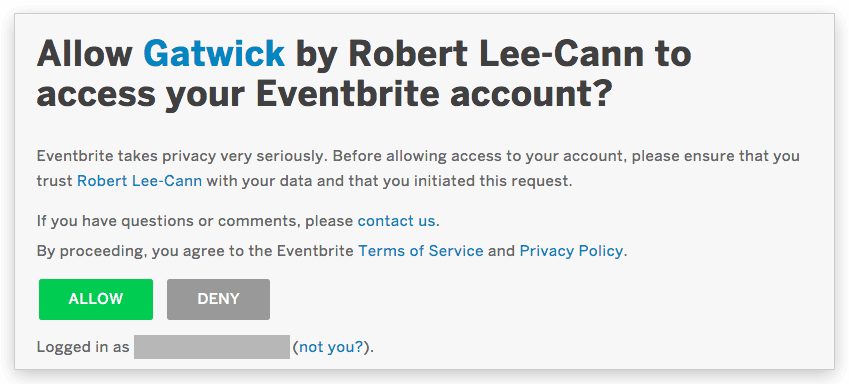 Allow Gatwick by Robert Lee-Cann to
access your Eventbrite account?
Eventbrite takes privacy very seriously. Before allowing access to your account, please ensure that you
trust Robert Lee-Cann with your data and that you initiated this request.
If you have questions or comments, please contact us.
By proceeding, you agree to the Eventbrite Terms of Service and Privacy Policy.
ALLOW DENY
Logged in as (not you?).